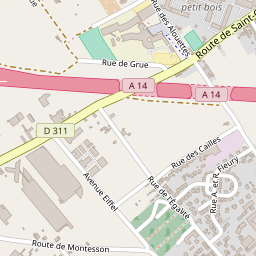 petit-bois
Rue des Alouettes
Route de Saint-
Rue de Grue
A 14
A 14
D 311
Rue des Cailles
Rue A. et R. Fleury
Avenue Eiffel
Rue de l'Égalité
Route de Montesson